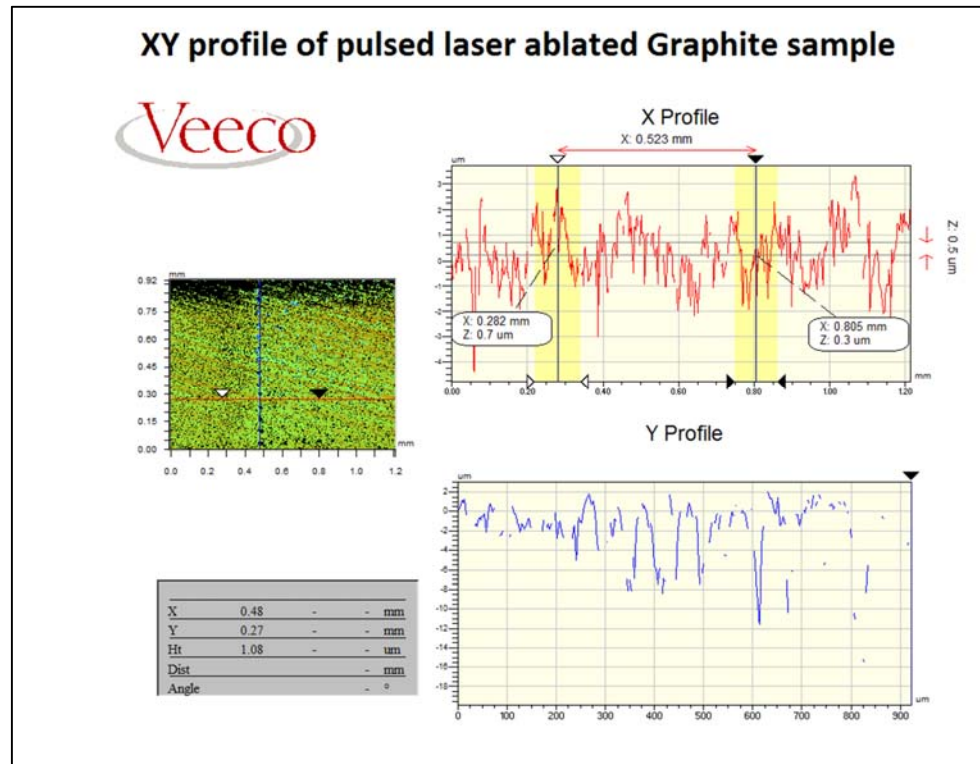 XY profile of pulsed laser ablated Graphite sample
Veeco
X Profile
X: 0.523 mm
um
3
2
1
0
-1
-2
-3
-4
X: 0.282 mm
Z: 0.7 um
X: 0.805 mm
Z: 0.3 um
Z: 0.5 um
mm
0.00 0.20 0.40 0.60 0.80 1.00 1.20
mm
0.92
0.75
0.60
0.45
0.30
0.15
0.00
mm
0.0 0.2 0.4 0.6 0.8 1.0 1.2
Y Profile
um
2
0
-2
-4
-6
-8
-10
-12
-14
-16
-18
um
0 100 200 300 400 500 600 700 800 900
X 0.48 - - mm
Y 0.27 - - mm
Ht 1.08 - - um
Dist - mm
Angle - °